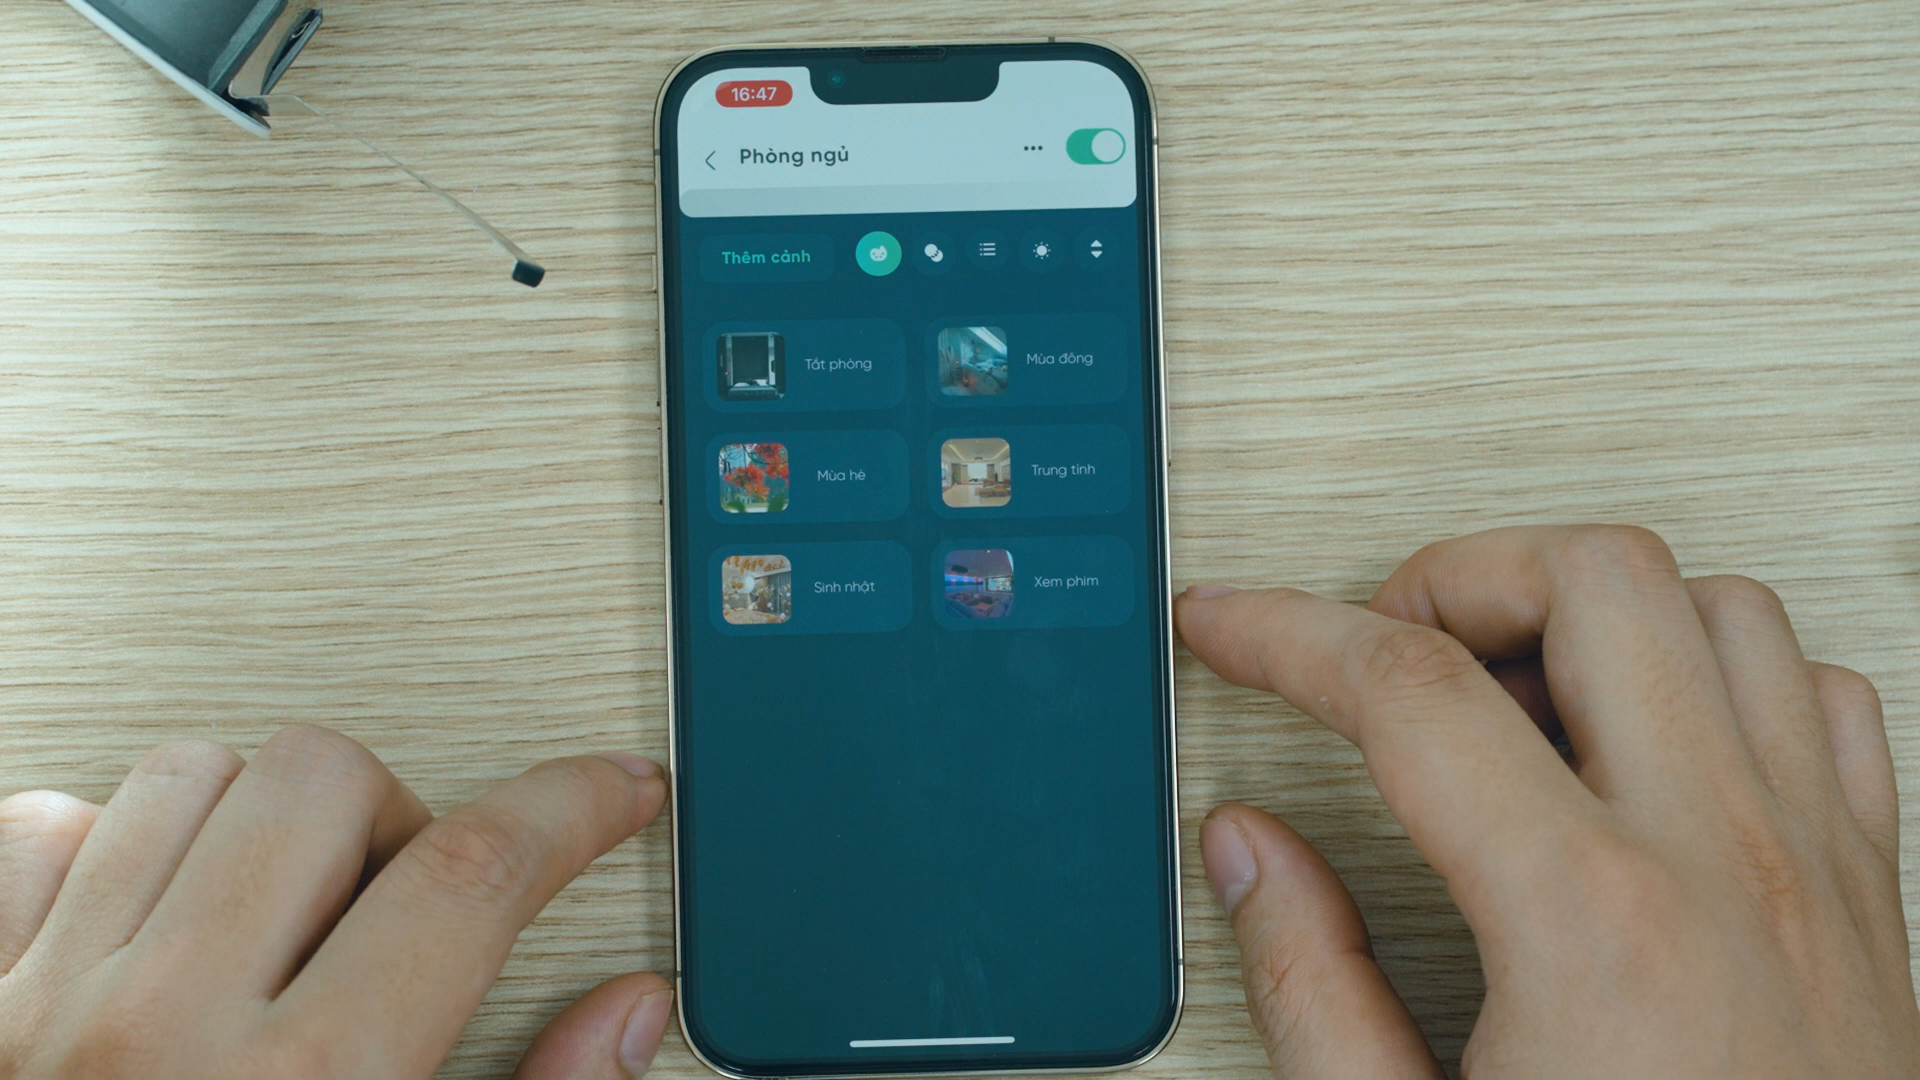 16:47
Phòng ngủ
Thêm cảnh
Tắt phòng
Mùa đông
Mùa hè
Trung tính
Sinh nhật
Xem phim